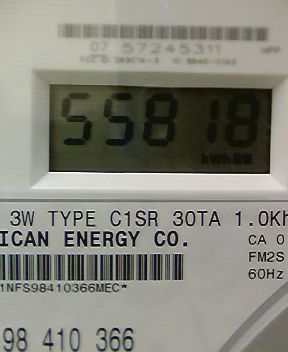 07 57245311
55818
kWh
3W TYPE C1SR 30TA 1.0Kh
ICAN ENERGY CO.
CA 0
FM2S
60Hz
1NFS98410366MEC*
98 410 366